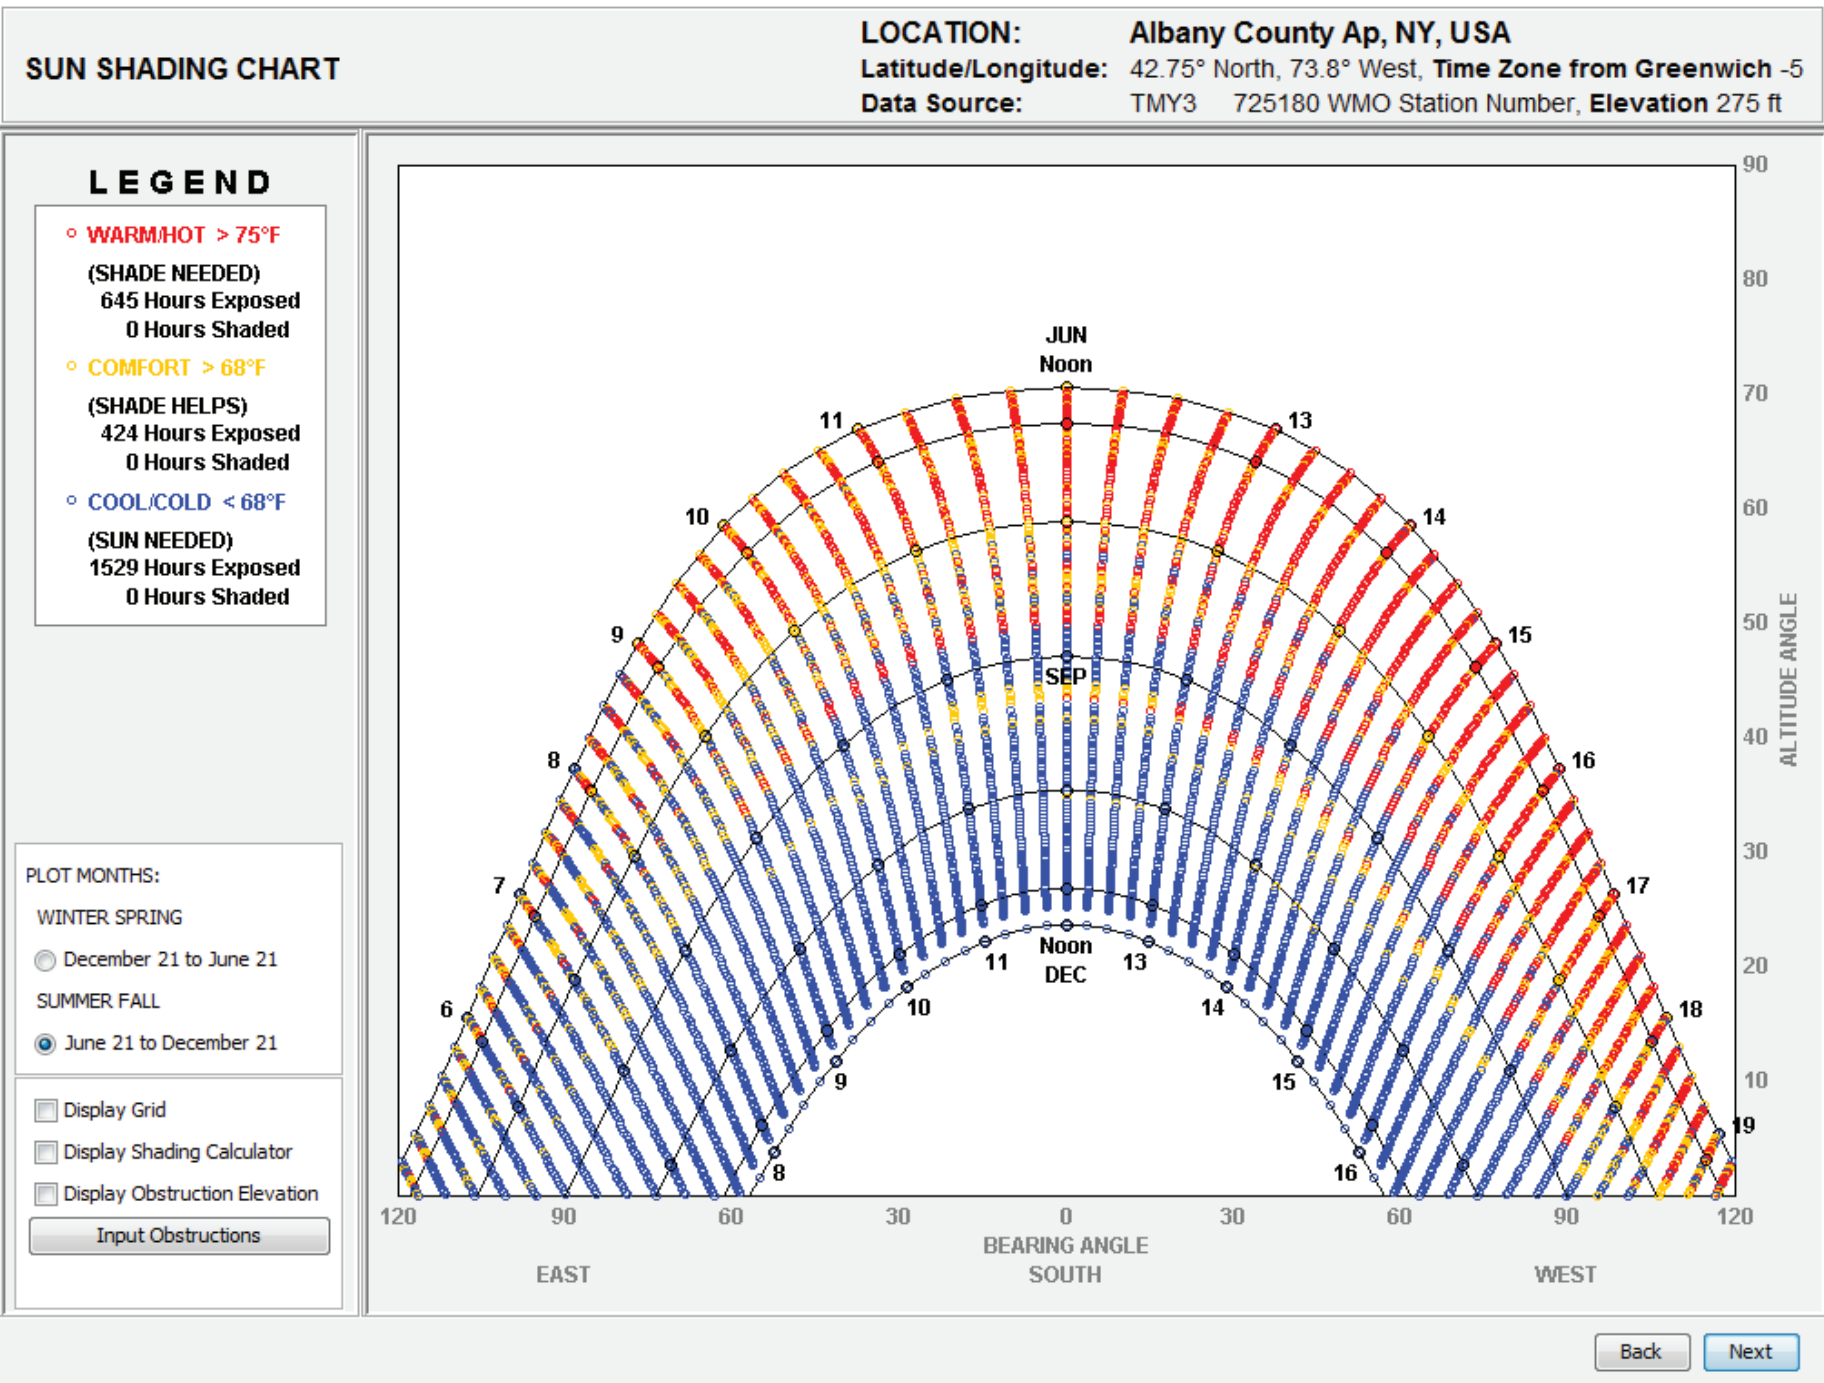 SUN SHADING CHART
LOCATION: Albany County Ap, NY, USA
Latitude/Longitude: 42.75° North, 73.8° West, Time Zone from Greenwich -5
Data Source: TMY3 725180 WMO Station Number, Elevation 275 ft
LEGEND
WARM/HOT > 75°F
(SHADE NEEDED)
645 Hours Exposed
0 Hours Shaded
COMFORT > 68°F
(SHADE HELPS)
424 Hours Exposed
0 Hours Shaded
COOL/COLD < 68°F
(SUN NEEDED)
1529 Hours Exposed
0 Hours Shaded
PLOT MONTHS:
WINTER SPRING
December 21 to June 21
SUMMER FALL
June 21 to December 21
Display Grid
Display Shading Calculator
Display Obstruction Elevation
Input Obstructions
90
80
70
60
50
40
30
20
10
ALTITUDE ANGLE
JUN
Noon
11
13
10
14
9
15
8
16
7
17
6
18
19
SEP
Noon
DEC
11
13
10
14
9
15
8
16
120
90
60
30
0
30
60
90
120
BEARING ANGLE
EAST
SOUTH
WEST
Back
Next